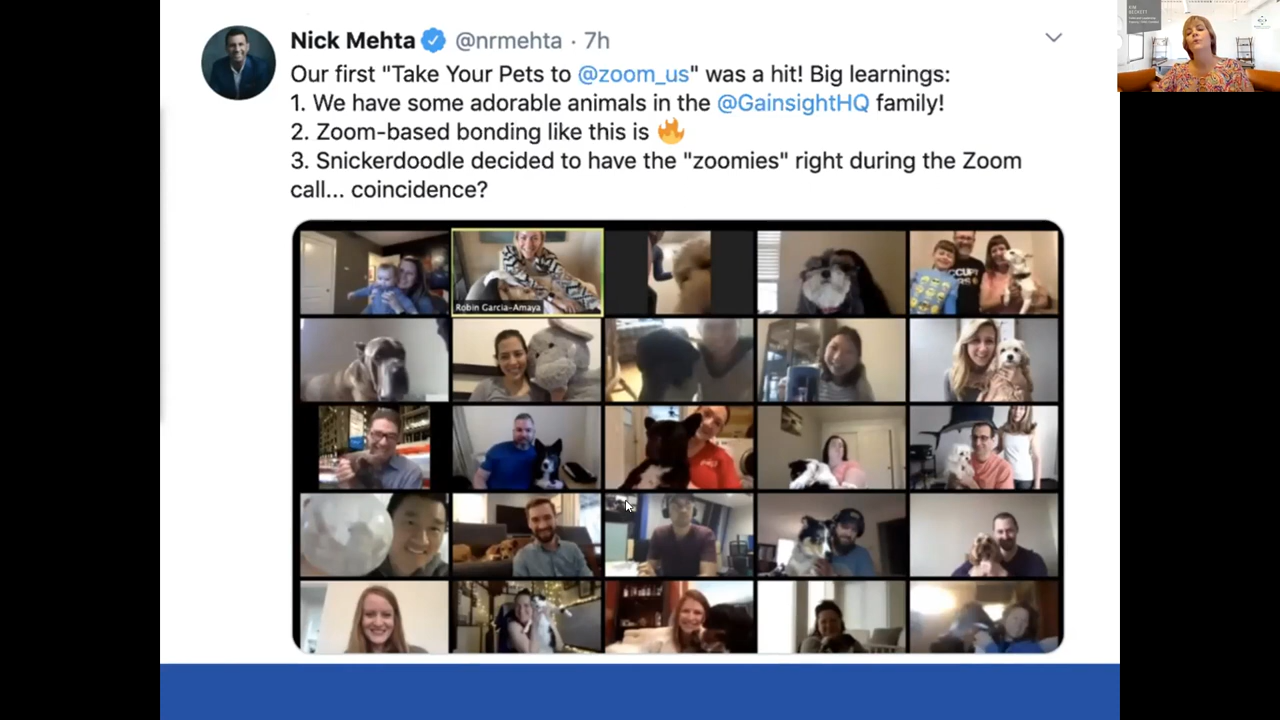 Nick Mehta @nrmehta · 7h
Our first "Take Your Pets to @zoom_us" was a hit! Big learnings:
1. We have some adorable animals in the @GainsightHQ family!
2. Zoom-based bonding like this is 🔥
3. Snickerdoodle decided to have the "zoomies" right during the Zoom
call... coincidence?
Robin Garcia-Amaya